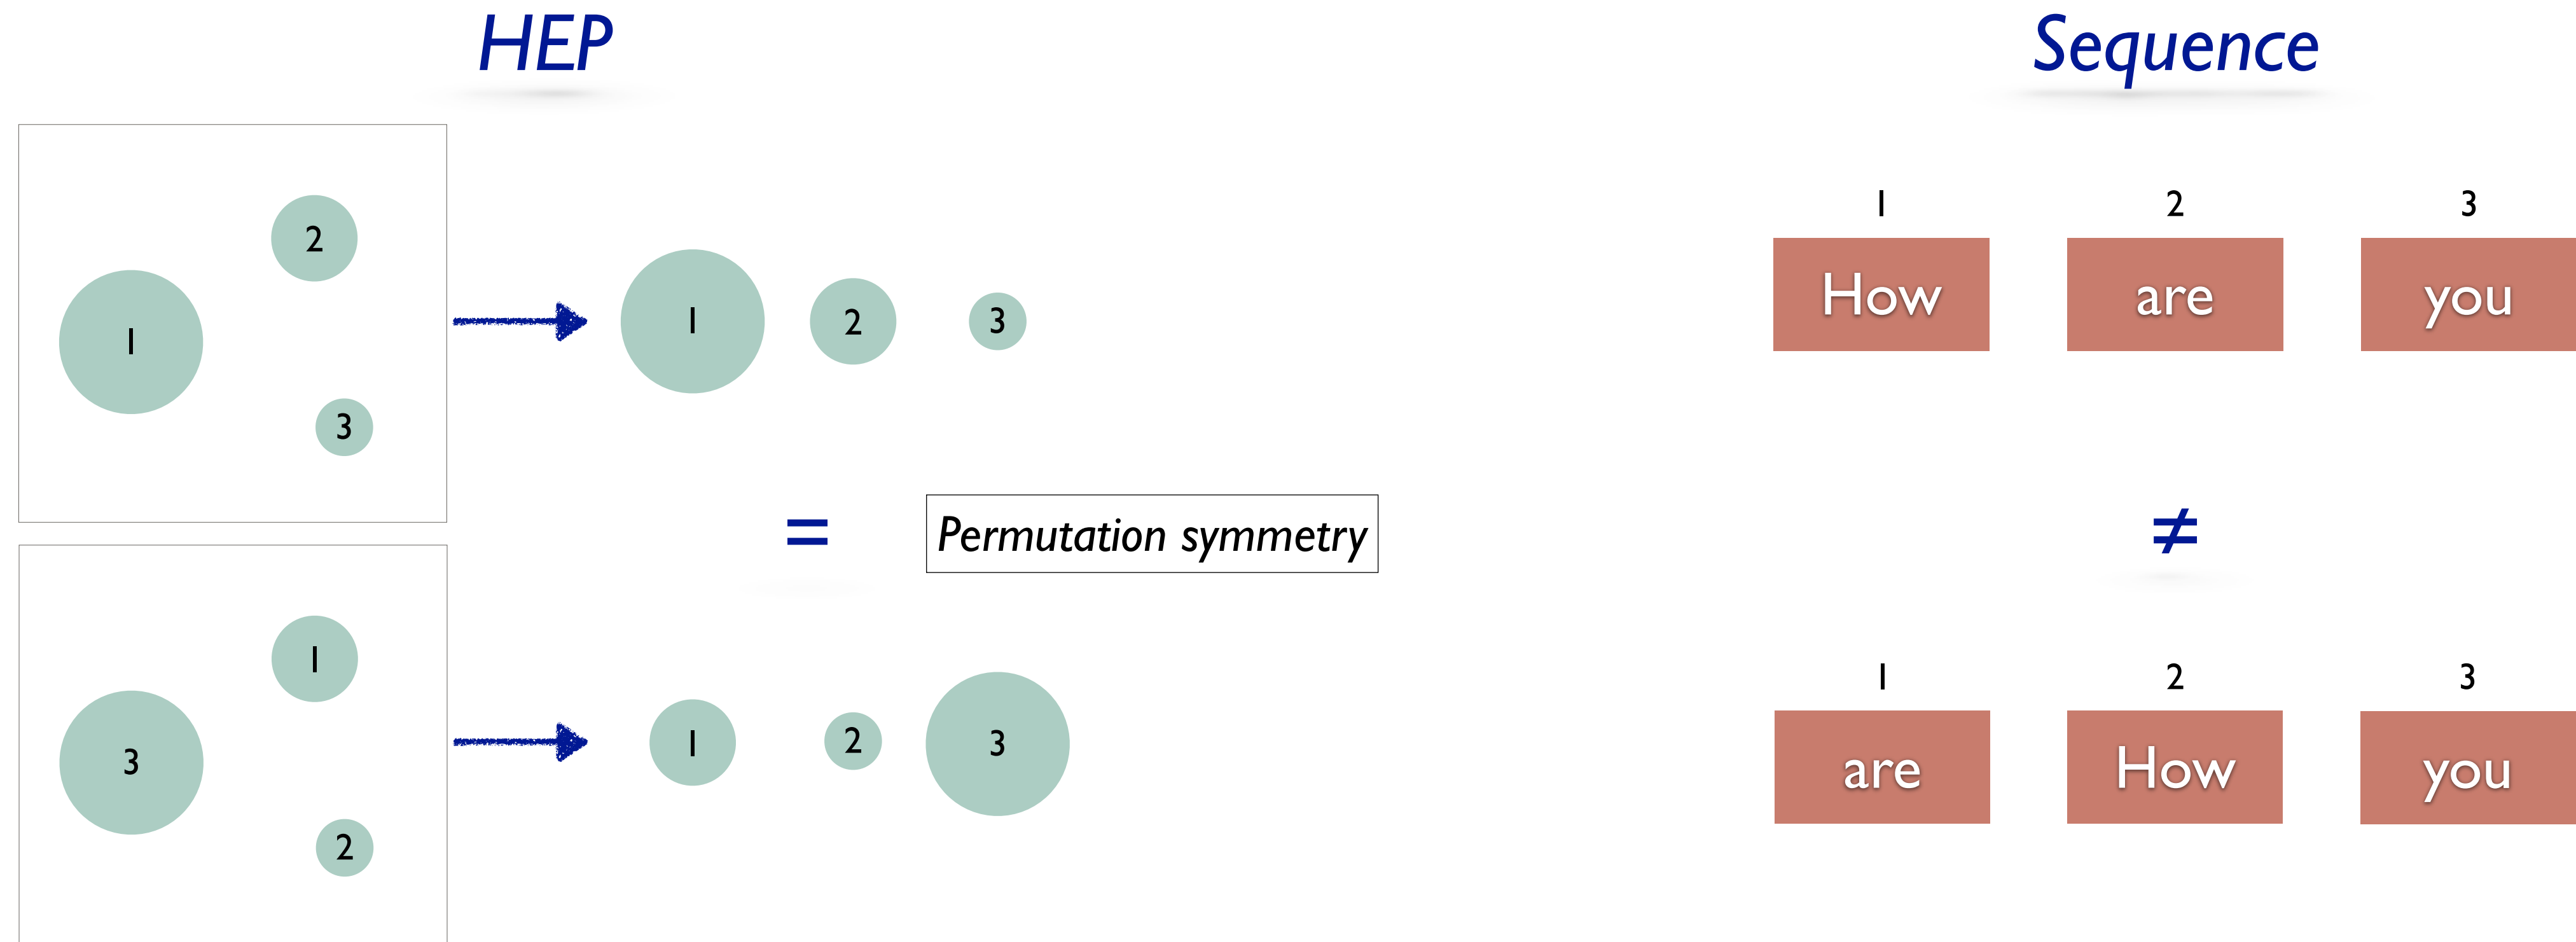 HEP
2
1
3
1 2 3
= Permutation symmetry
1
3
2
1 2 3
Sequence
1 2 3
How are you
≠
1 2 3
are How you